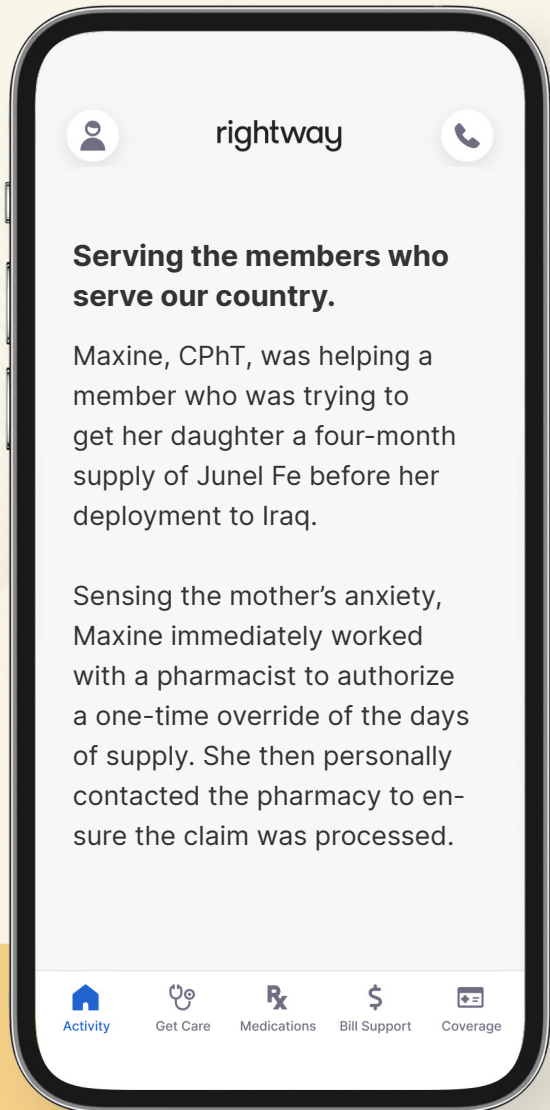 rightway
Serving the members who
serve our country.
Maxine, CPhT, was helping a
member who was trying to
get her daughter a four-month
supply of Junel Fe before her
deployment to Iraq.
Sensing the mother’s anxiety,
Maxine immediately worked
with a pharmacist to authorize
a one-time override of the days
of supply. She then personally
contacted the pharmacy to en-
sure the claim was processed.
Activity Get Care Medications Bill Support Coverage